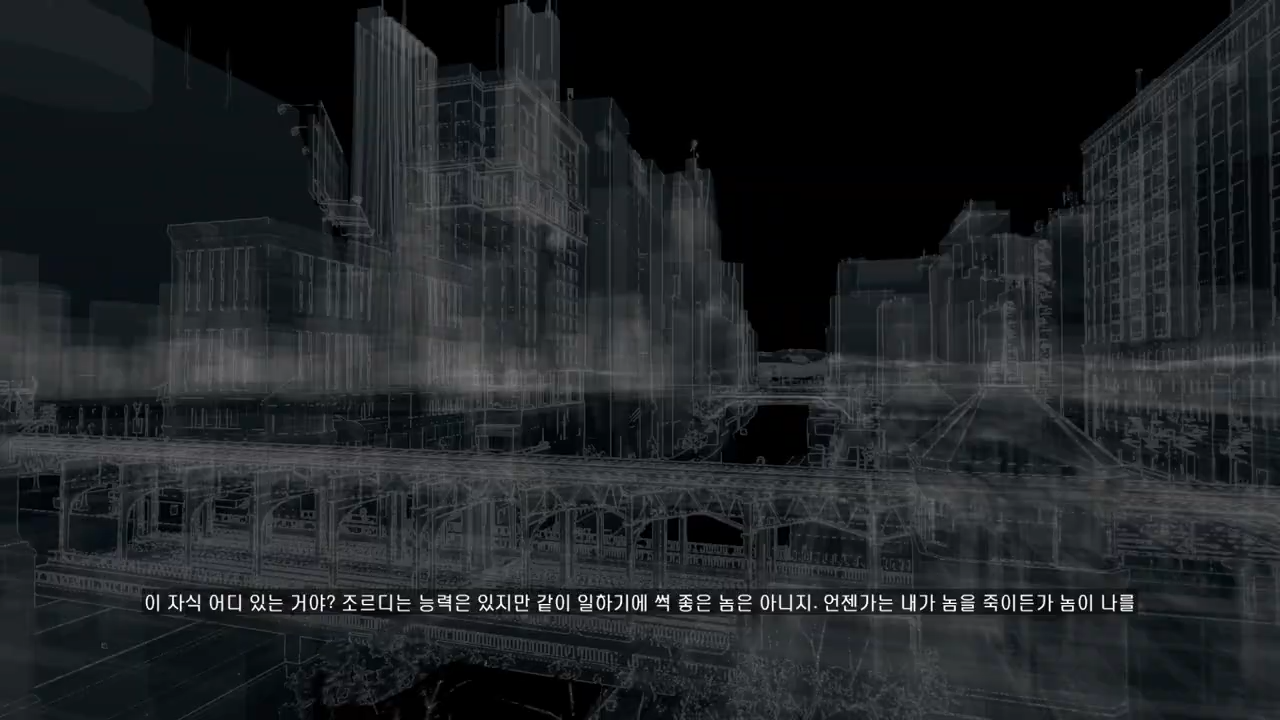 이 자식 어디 있는 거야? 조르디는 능력은 있지만 같이 일하기에 썩 좋은 놈은 아니지. 언젠가는 내가 놈을 죽이든가 놈이 나를